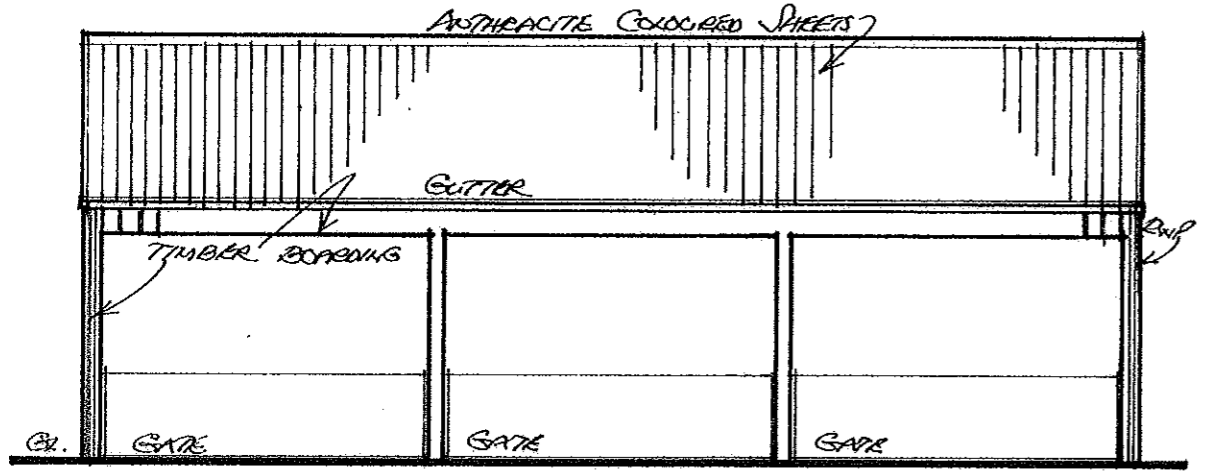 ANTHRACITE COLOURED SHEETS
GUTTER
TIMBER BOARDING
RWP
GL. GATE GATE GATE